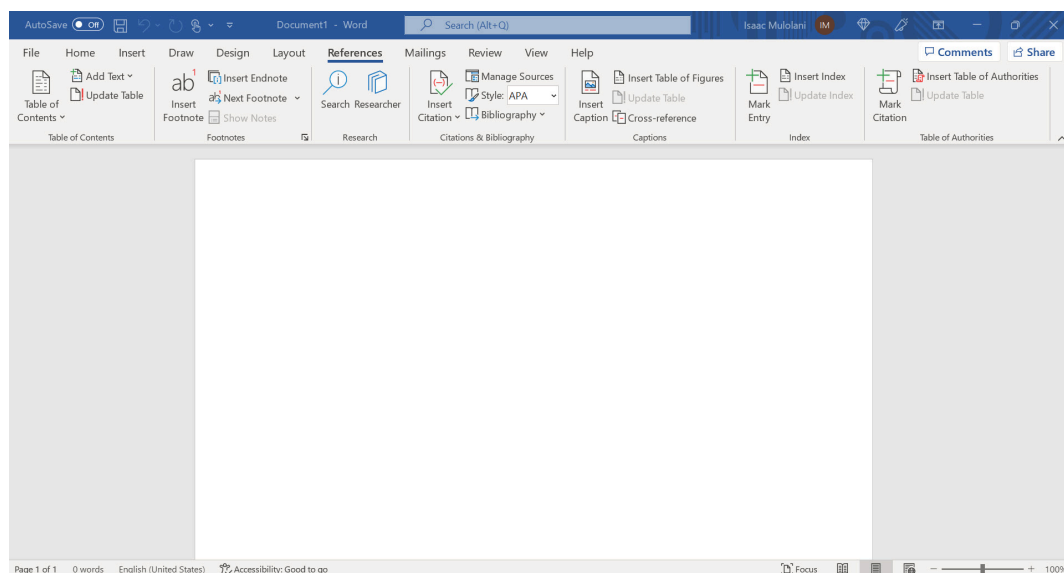 AutoSave Off Document1 - Word Search (Alt+Q) Isaac Mulolani IM
File Home Insert Draw Design Layout References Mailings Review View Help Comments Share
Table of Contents
Add Text
Update Table
Table of Contents
ab1
Insert Footnote
Insert Endnote
Next Footnote
Show Notes
Footnotes
Search
Researcher
Research
Insert Citation
Manage Sources
Style: APA
Bibliography
Citations & Bibliography
Insert Caption
Insert Table of Figures
Update Table
Cross-reference
Captions
Mark Entry
Insert Index
Update Index
Index
Mark Citation
Insert Table of Authorities
Update Table
Table of Authorities
Page 1 of 1 0 words English (United States) Accessibility: Good to go Focus 100%